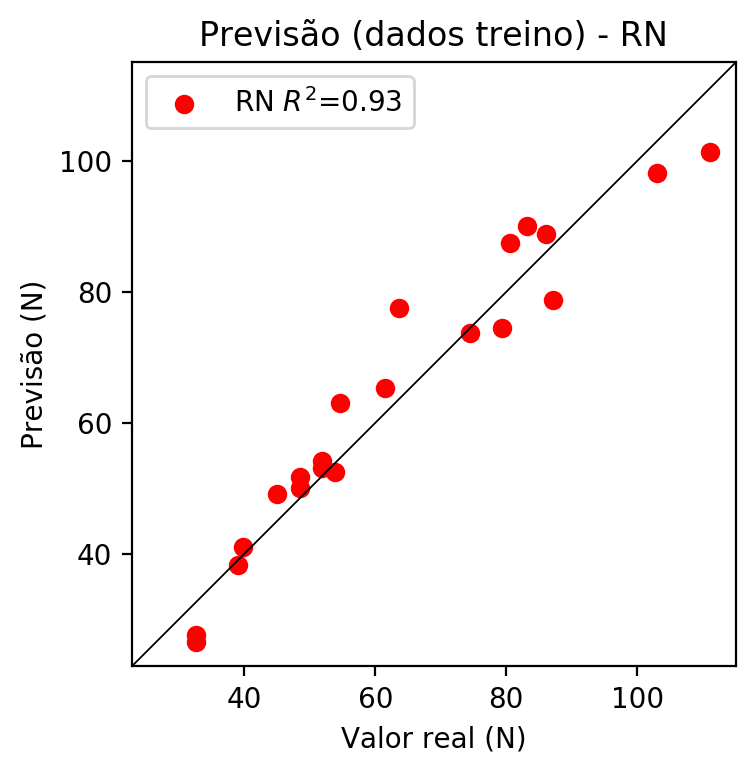 Previsão (dados treino) - RN
RN R²=0.93
100
80
60
40
Previsão (N)
40 60 80 100
Valor real (N)